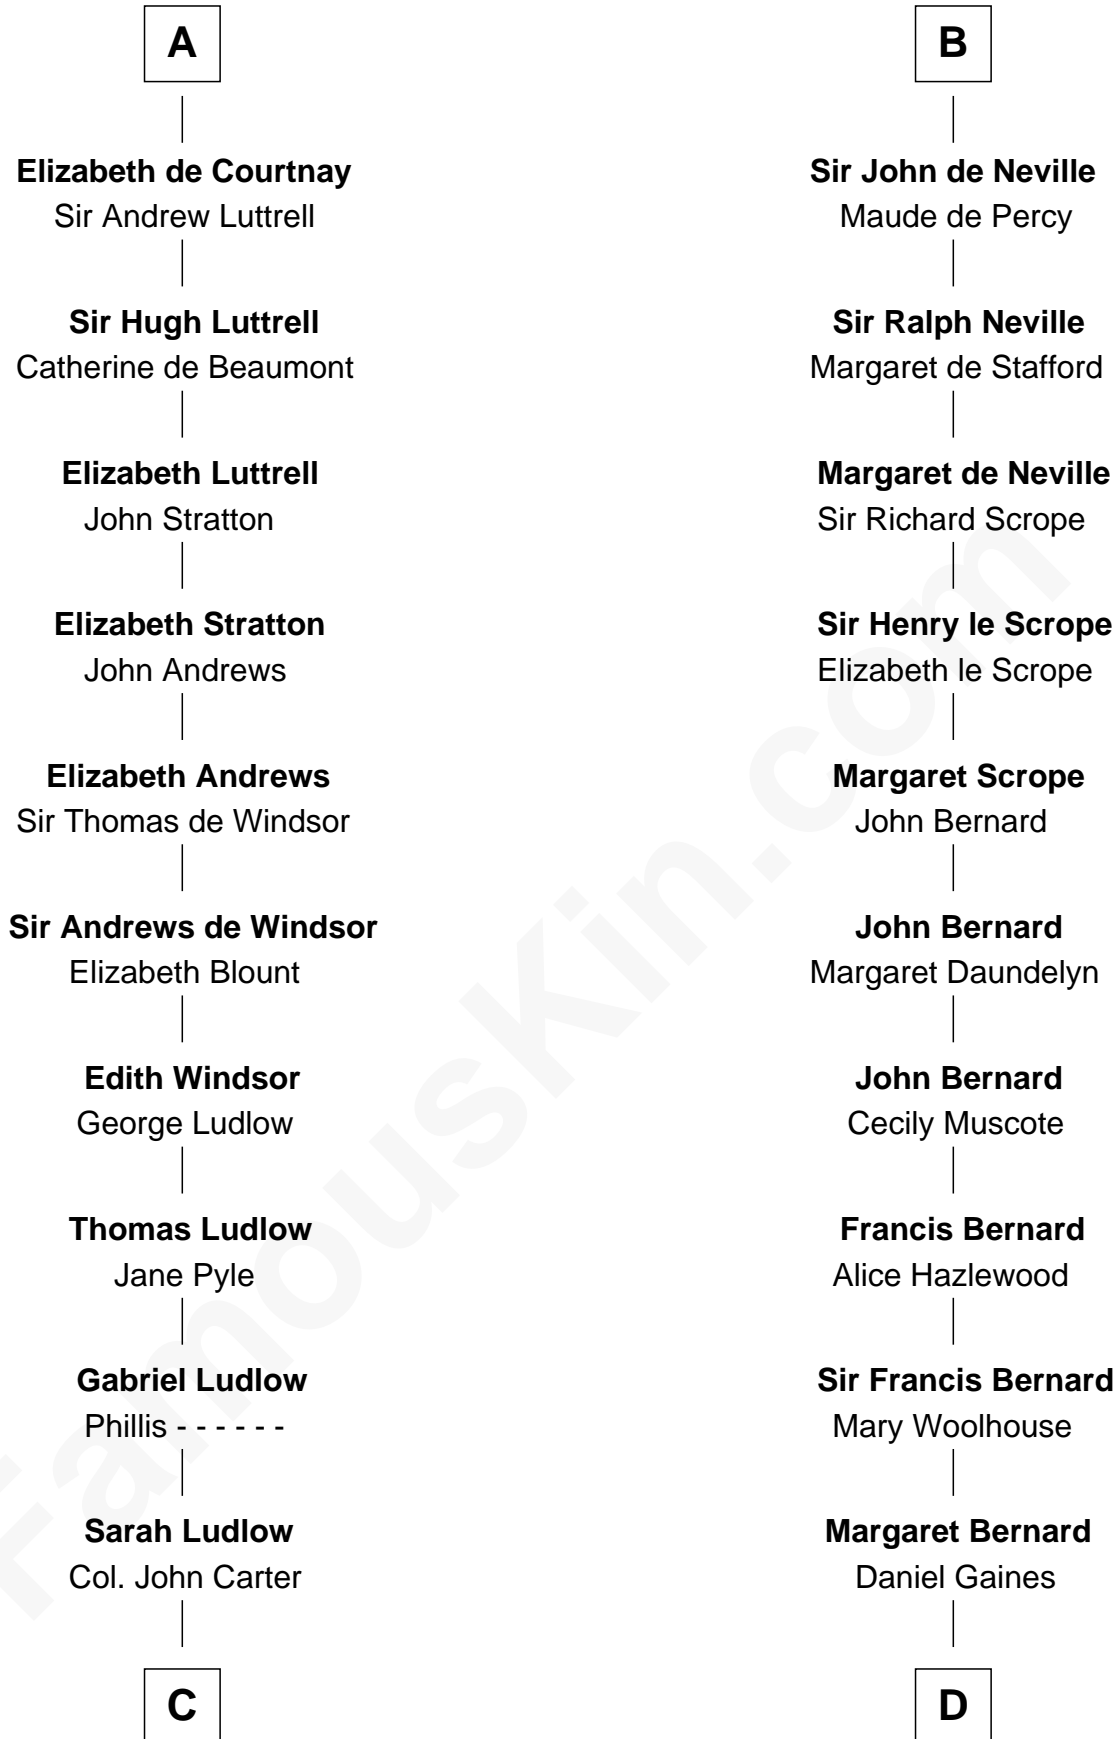 A
Elizabeth de Courtnay
Sir Andrew Luttrell
Sir Hugh Luttrell
Catherine de Beaumont
Elizabeth Luttrell
John Stratton
Elizabeth Stratton
John Andrews
Elizabeth Andrews
Sir Thomas de Windsor
Sir Andrews de Windsor
Elizabeth Blount
Edith Windsor
George Ludlow
Thomas Ludlow
Jane Pyle
Gabriel Ludlow
Phillis - - - - - -
Sarah Ludlow
Col. John Carter
C
B
Sir John de Neville
Maude de Percy
Sir Ralph Neville
Margaret de Stafford
Margaret de Neville
Sir Richard Scrope
Sir Henry le Scrope
Elizabeth le Scrope
Margaret Scrope
John Bernard
John Bernard
Margaret Daundelyn
John Bernard
Cecily Muscote
Francis Bernard
Alice Hazlewood
Sir Francis Bernard
Mary Woolhouse
Margaret Bernard
Daniel Gaines
D
FamousKin.com